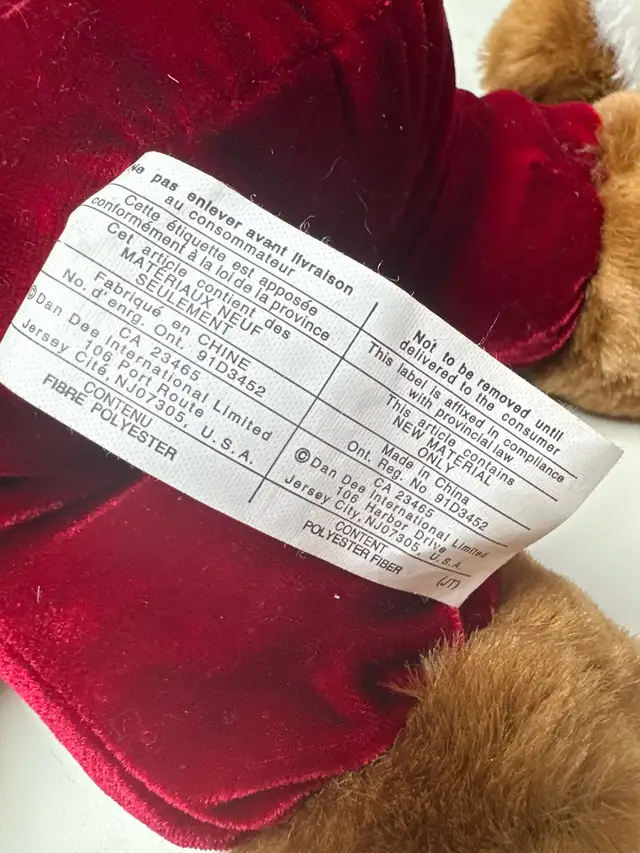 Ne pas enlever avant livraison
au consommateur
Cette étiquette est apposée
conformément à la loi de la province
Cet article contient des
MATÉRIAUX NEUF
SEULEMENT
Fabriqué en CHINE
No. d'enrg. Ont. 91D3452
CA 23465
©Dan Dee International Limited
106 Port Route
Jersey Cité, NJ07305, U.S.A.
CONTENU
FIBRE POLYESTER
Not to be removed until
delivered to the consumer
This label is affixed in compliance
with provincial law
This article contains
NEW MATERIAL
ONLY
Made in China
Ont. Reg. No. 91D3452
CA 23465
©Dan Dee International Limited
106 Harbor Drive
Jersey City, NJ07305, U.S.A.
CONTENT
POLYESTER FIBER
(JT)